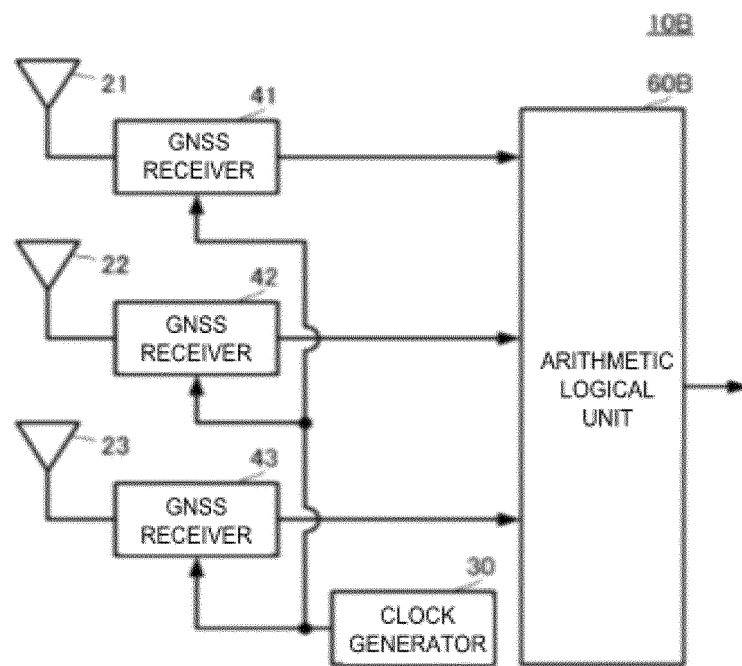 10B
21
41
60B
GNSS
RECEIVER
22
42
GNSS
RECEIVER
ARITHMETIC
LOGICAL
UNIT
23
43
GNSS
RECEIVER
30
CLOCK
GENERATOR